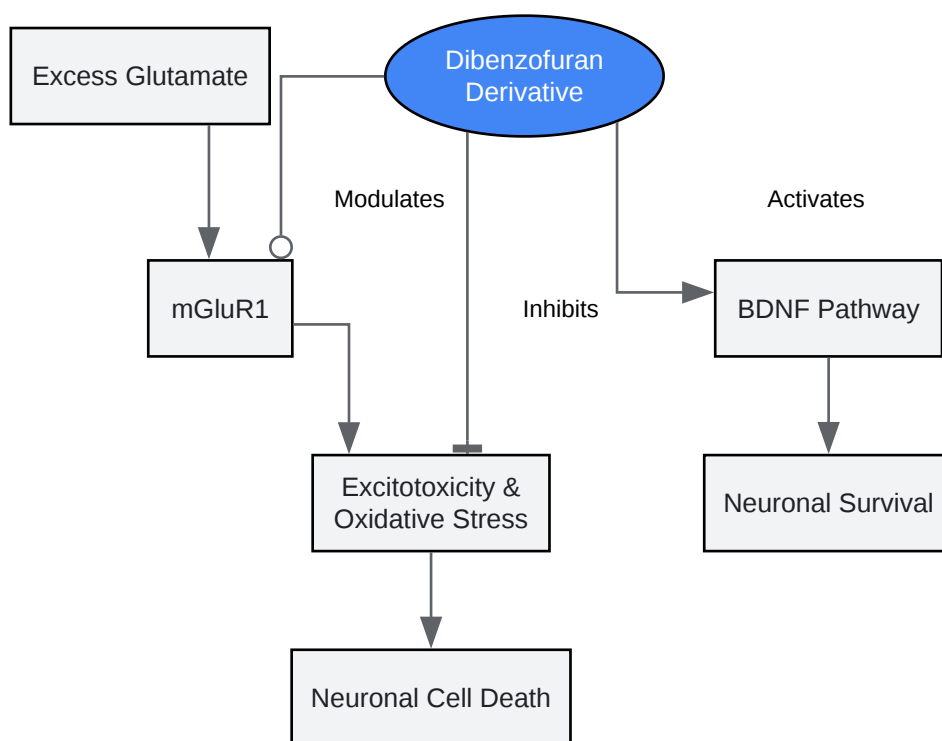 Excess Glutamate
Dibenzofuran
Derivative
Modulates
Activates
mGluR1
Inhibits
BDNF Pathway
Excitotoxicity &
Oxidative Stress
Neuronal Survival
Neuronal Cell Death